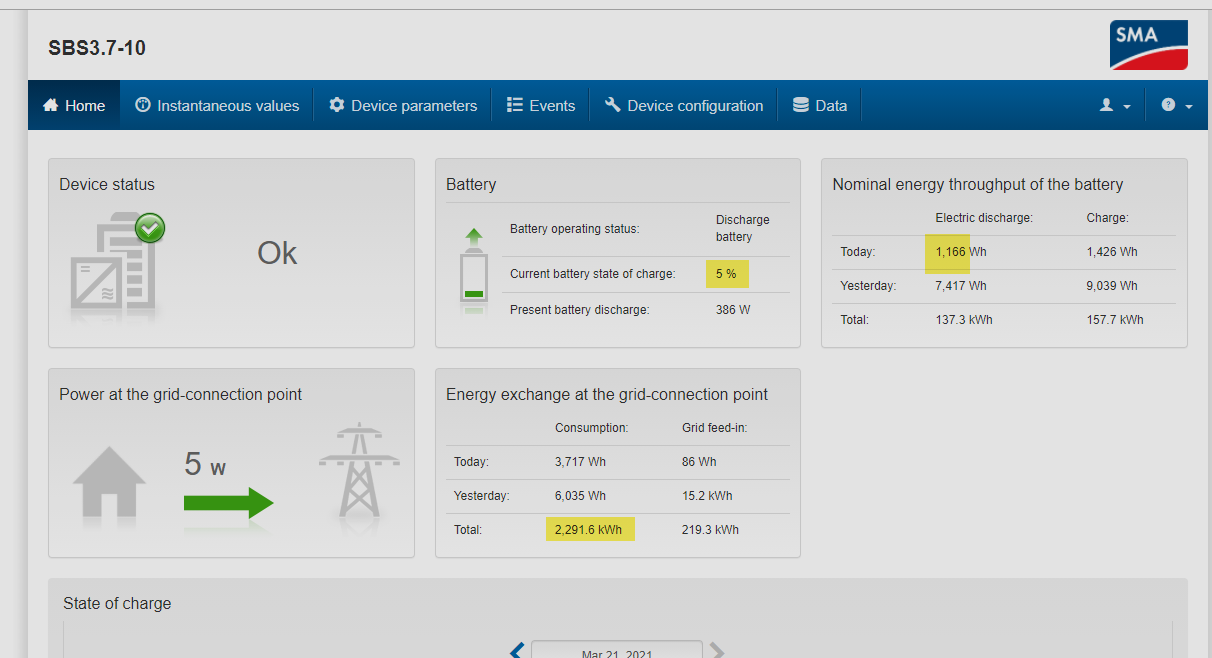 SBS3.7-10
SMA
Home
Instantaneous values
Device parameters
Events
Device configuration
Data
?
Device status
Ok
Battery
Battery operating status: Discharge battery
Current battery state of charge: 5 %
Present battery discharge: 386 W
Nominal energy throughput of the battery
Electric discharge: Charge:
Today: 1,166 Wh 1,426 Wh
Yesterday: 7,417 Wh 9,039 Wh
Total: 137.3 kWh 157.7 kWh
Power at the grid-connection point
5 w
Energy exchange at the grid-connection point
Consumption: Grid feed-in:
Today: 3,717 Wh 86 Wh
Yesterday: 6,035 Wh 15.2 kWh
Total: 2,291.6 kWh 219.3 kWh
State of charge
Mar 21, 2021